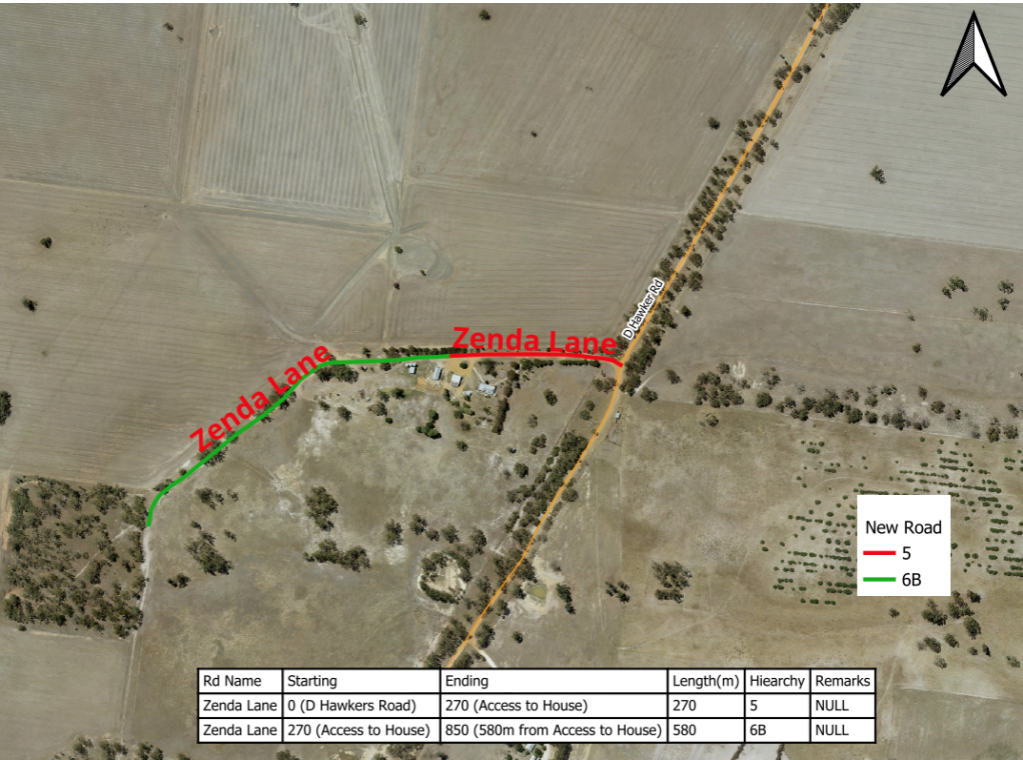 D Hawker Rd
Zenda Lane
Zenda Lane
New Road
5
6B
Rd Name Starting Ending Length(m) Hiearchy Remarks
Zenda Lane 0 (D Hawkers Road) 270 (Access to House) 270 5 NULL
Zenda Lane 270 (Access to House) 850 (580m from Access to House) 580 6B NULL